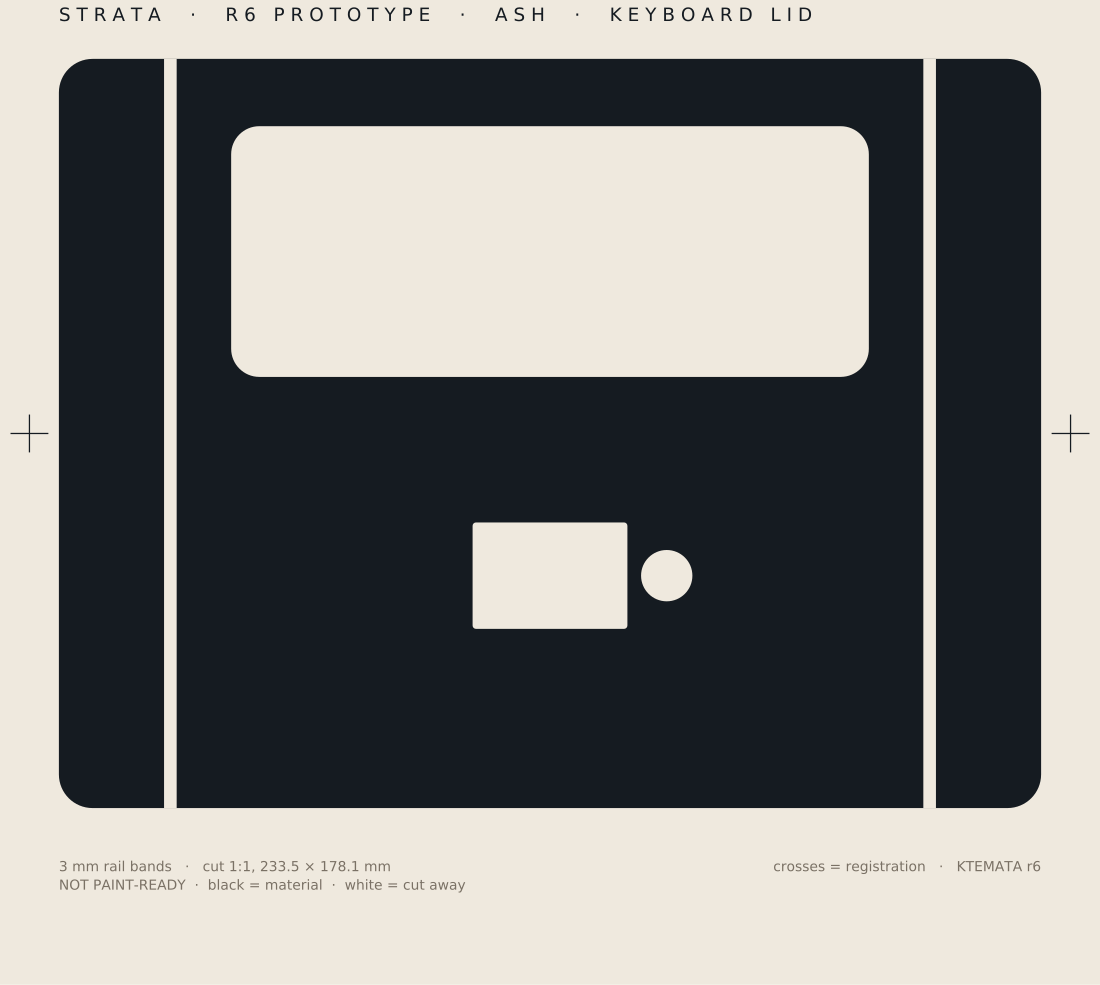 STRATA · R6 PROTOTYPE · ASH · KEYBOARD LID
3 mm rail bands · cut 1:1, 233.5 × 178.1 mm
crosses = registration · KTEMATA r6
NOT PAINT-READY · black = material · white = cut away